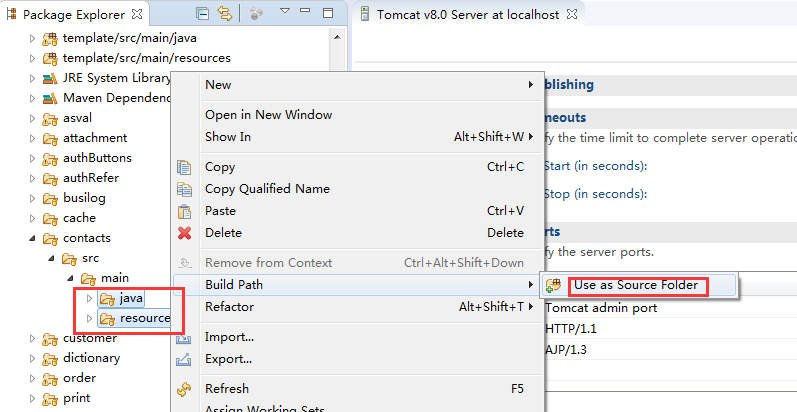 Package Explorer
template/src/main/java
template/src/main/resources
JRE System Library
Maven Dependenc
asval
attachment
authButtons
authRefer
busilog
cache
contacts
src
main
java
resource
customer
dictionary
order
print
New
Open in New Window
Show In Alt+Shift+W
Copy Ctrl+C
Copy Qualified Name
Paste Ctrl+V
Delete Delete
Remove from Context Ctrl+Alt+Shift+Down
Build Path
Refactor Alt+Shift+T
Import...
Export...
Refresh F5
Assign Working Sets
Use as Source Folder
Tomcat v8.0 Server at localhost
blishing
meouts
fy the time limit to complete server operatio
Start (in seconds):
Stop (in seconds):
rts
fy the server ports.
Tomcat admin port
HTTP/1.1
AJP/1.3